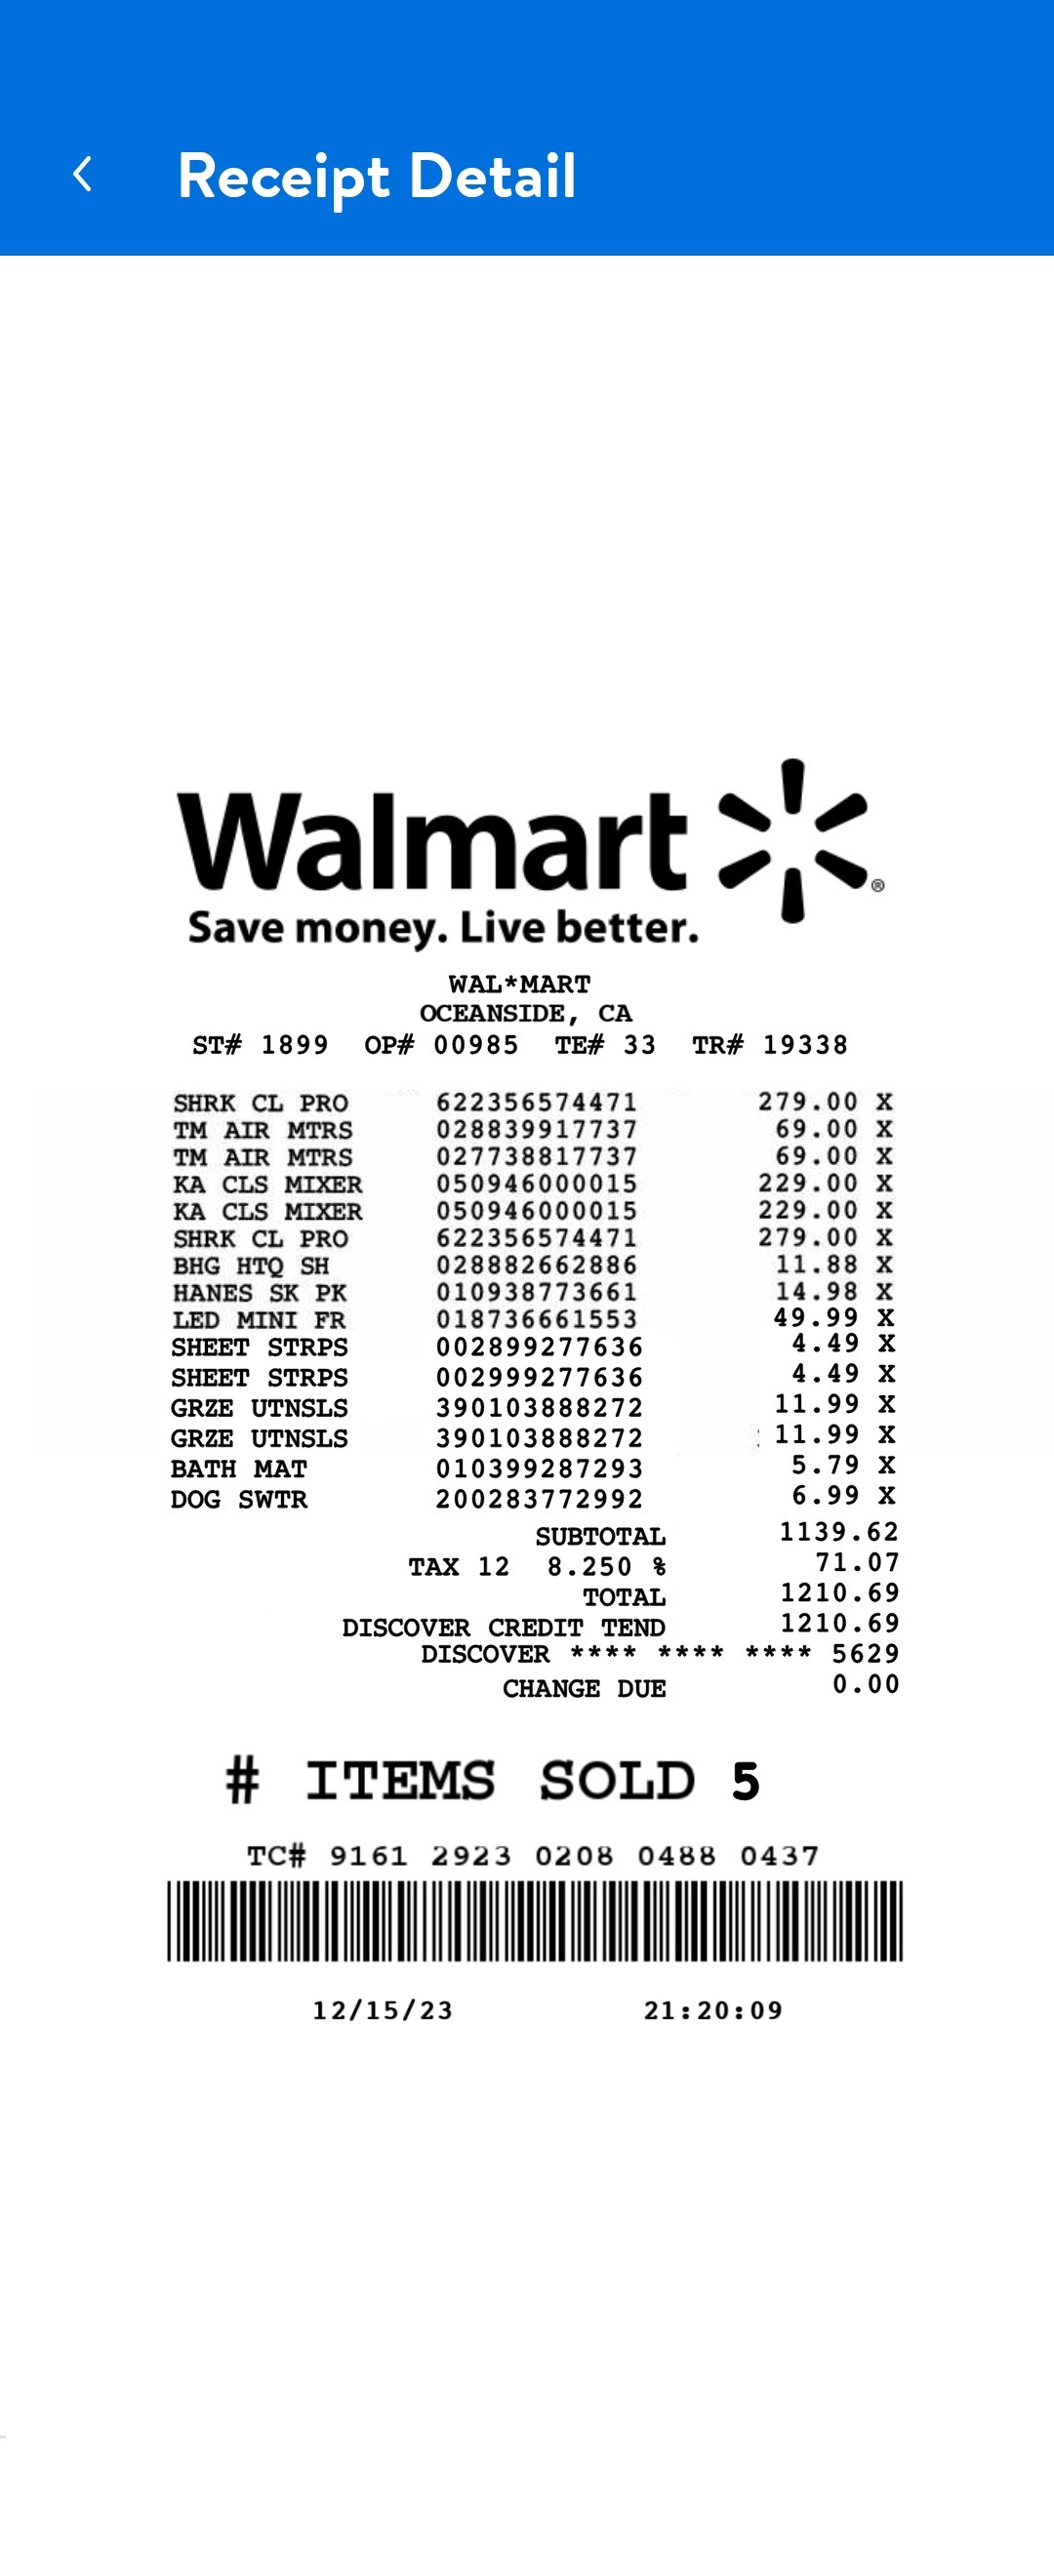 Receipt Detail
Walmart
Save money. Live better.
WAL*MART
OCEANSIDE, CA
ST# 1899 OP# 00985 TE# 33 TR# 19338
SHRK CL PRO 622356574471 279.00 X
TM AIR MTRS 028839917737 69.00 X
TM AIR MTRS 027738817737 69.00 X
KA CLS MIXER 050946000015 229.00 X
KA CLS MIXER 050946000015 229.00 X
SHRK CL PRO 622356574471 279.00 X
BHG HTQ SH 028882662886 11.88 X
HANES SK PK 010938773661 14.98 X
LED MINI FR 018736661553 49.99 X
SHEET STRPS 002899277636 4.49 X
SHEET STRPS 002999277636 4.49 X
GRZE UTNSLS 390103888272 11.99 X
GRZE UTNSLS 390103888272 11.99 X
BATH MAT 010399287293 5.79 X
DOG SWTR 200283772992 6.99 X
SUBTOTAL 1139.62
TAX 12 8.250 % 71.07
TOTAL 1210.69
DISCOVER CREDIT TEND 1210.69
DISCOVER **** **** **** 5629
CHANGE DUE 0.00
# ITEMS SOLD 5
TC# 9161 2923 0208 0488 0437
12/15/23 21:20:09